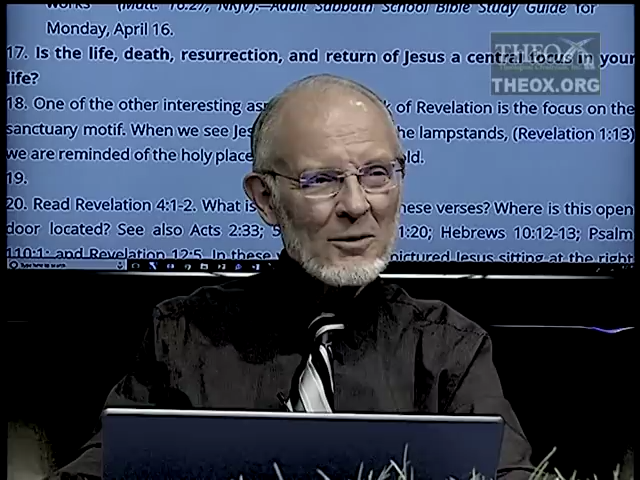 works" (Matt. 16:27, NKJV).—Adult Sabbath School Bible Study Guide for
Monday, April 16.
17. Is the life, death, resurrection, and return of Jesus a central focus in your
life?
18. One of the other interesting as of Revelation is the focus on the
sanctuary motif. When we see Jes he lampstands, (Revelation 1:13)
we are reminded of the holy place ld.
19.
20. Read Revelation 4:1-2. What is hese verses? Where is this open
door located? See also Acts 2:33; 5 1:20; Hebrews 10:12-13; Psalm
110:1; and Revelation 12:5. In these v pictured Jesus sitting at the right
THEOX
THEOX.ORG
Type here to search